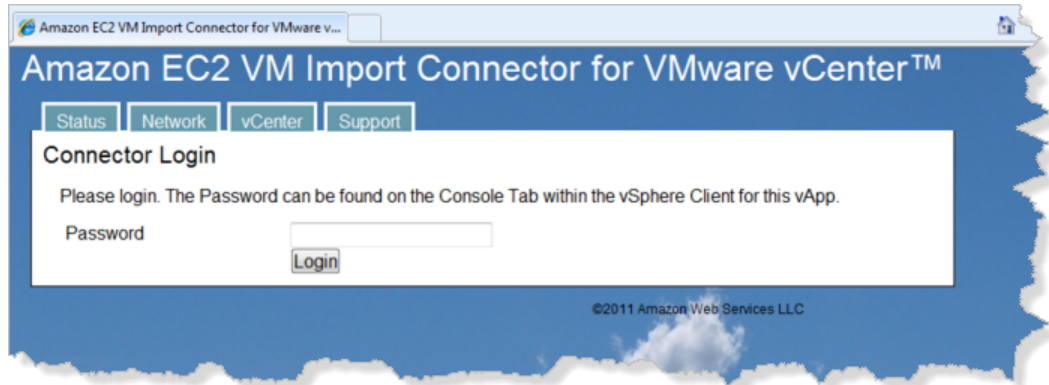 Amazon EC2 VM Import Connector for VMware v...
Amazon EC2 VM Import Connector for VMware vCenter™
Status Network vCenter Support
Connector Login
Please login. The Password can be found on the Console Tab within the vSphere Client for this vApp.
Password
Login
©2011 Amazon Web Services LLC